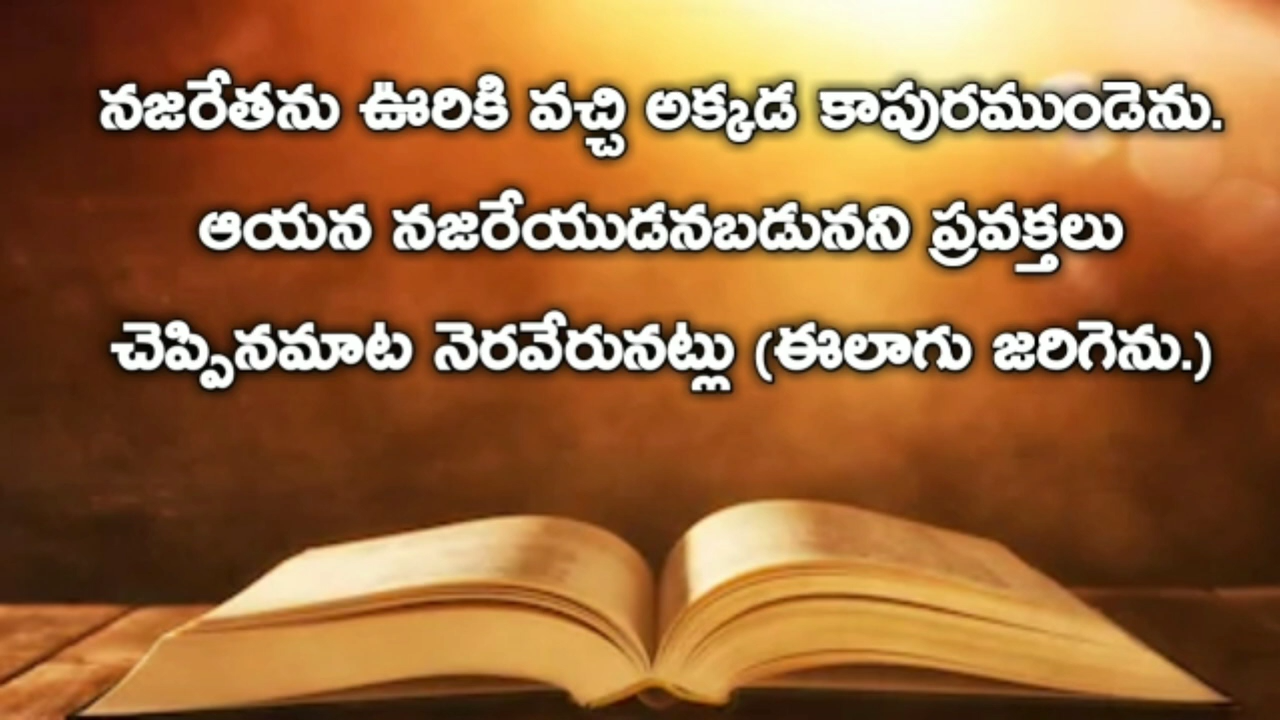 నజరేతను ఊరికి వచ్చి అక్కడ కాపురముండెను.
ఆయన నజరేయుడనబడునని ప్రవక్తలు
చెప్పినమాట నెరవేరునట్లు (ఈలాగు జరిగెను.)